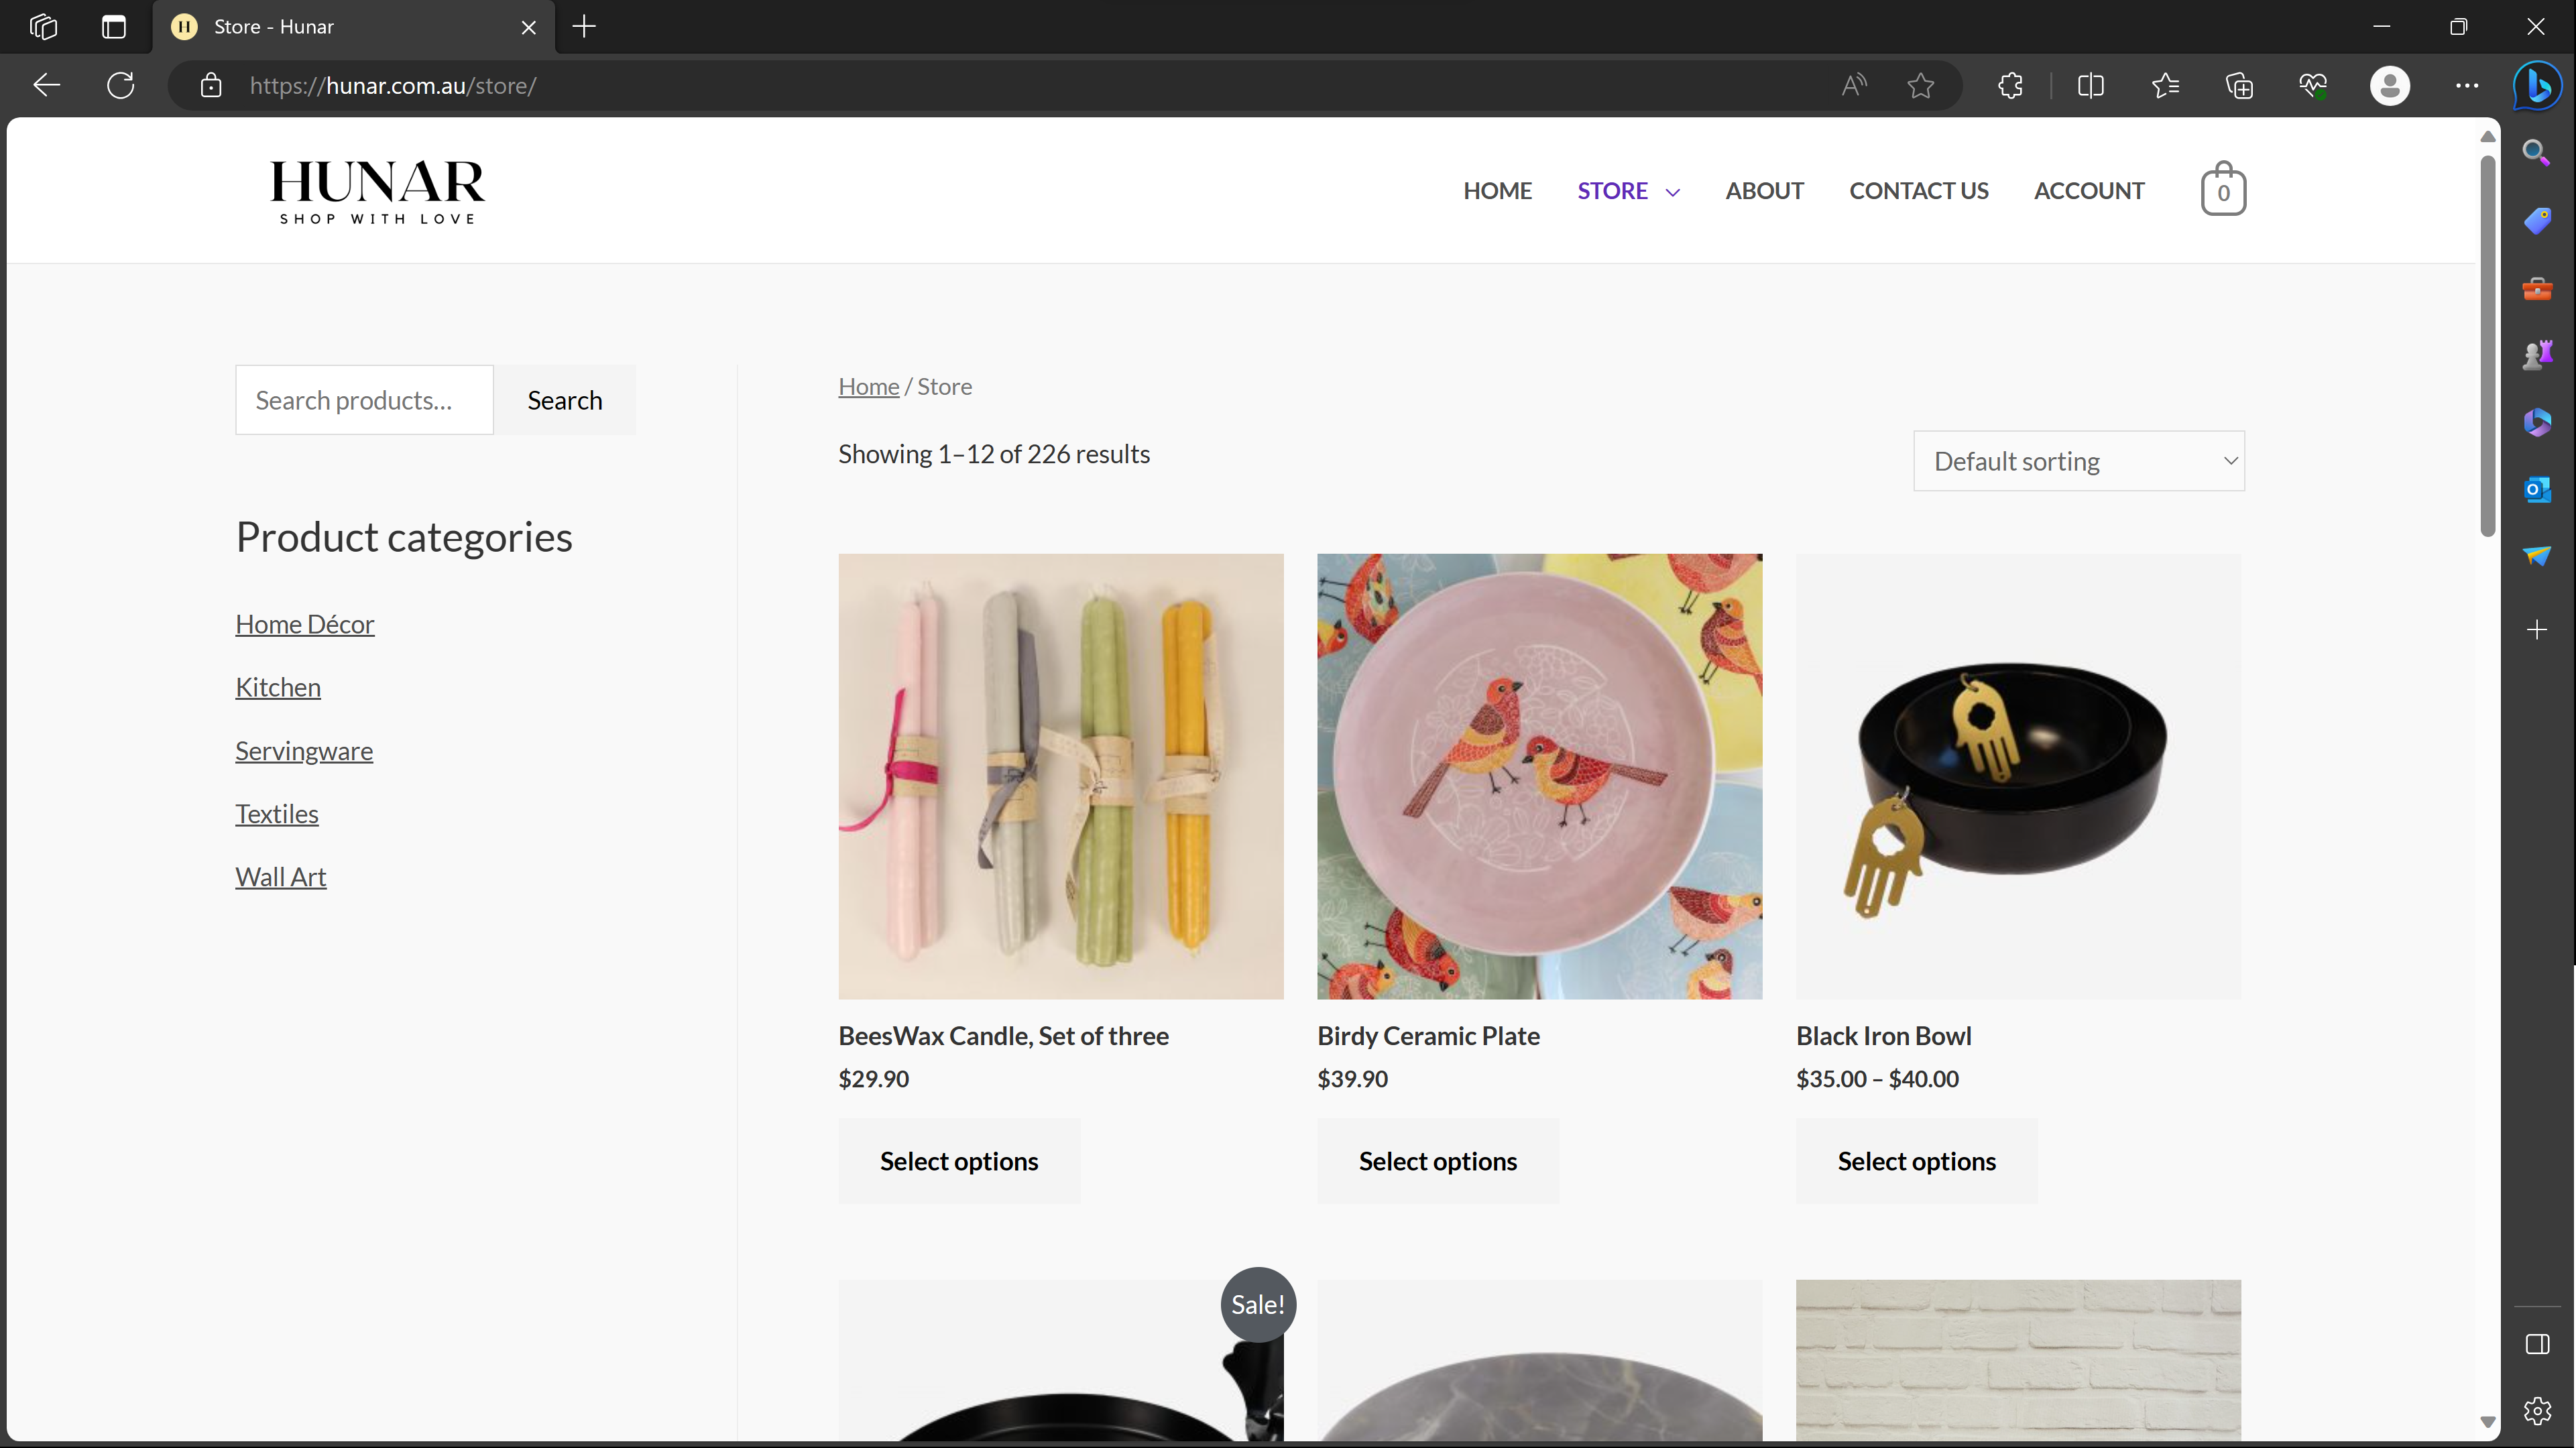 Store - Hunar
https://hunar.com.au/store/
HUNAR
SHOP WITH LOVE
HOME
STORE
ABOUT
CONTACT US
ACCOUNT
0
Search products...
Search
Product categories
Home Décor
Kitchen
Servingware
Textiles
Wall Art
Home / Store
Showing 1–12 of 226 results
Default sorting
BeesWax Candle, Set of three
$29.90
Select options
Birdy Ceramic Plate
$39.90
Select options
Black Iron Bowl
$35.00 – $40.00
Select options
Sale!